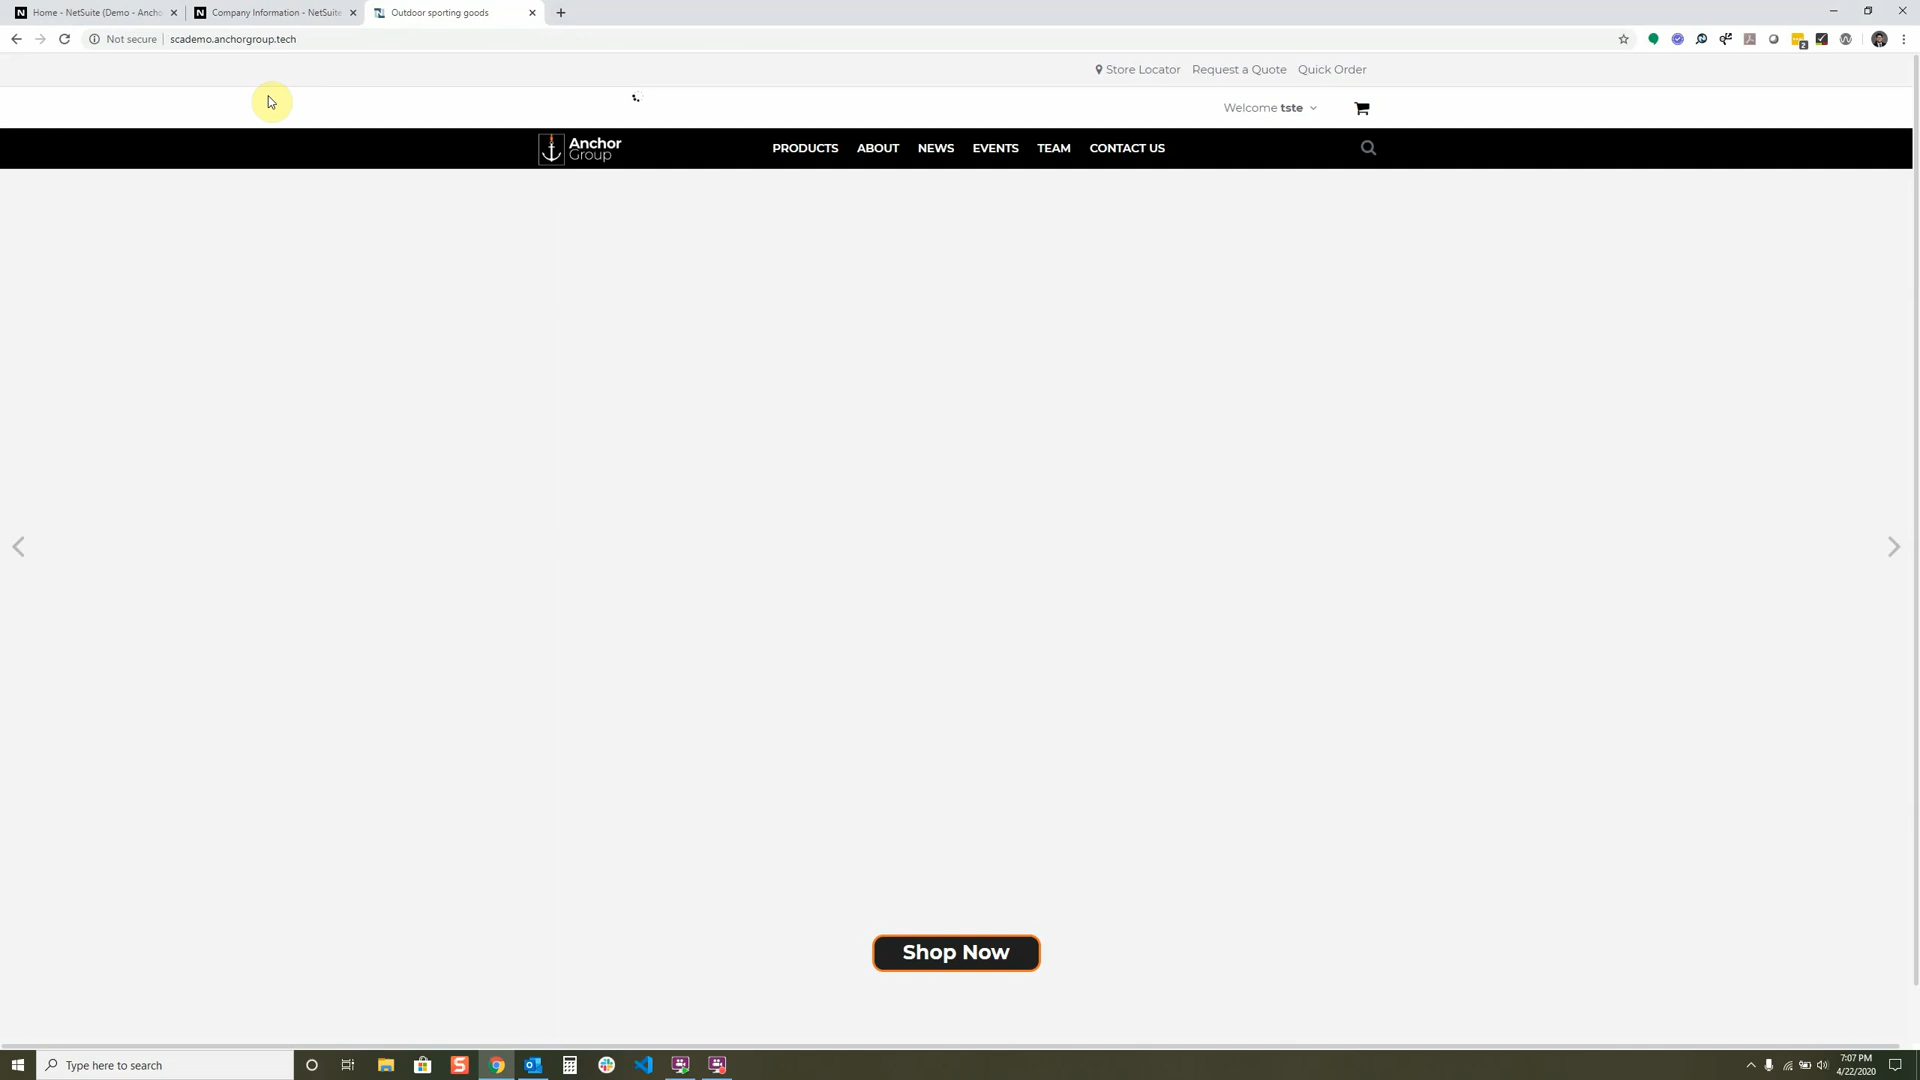 Home - NetSuite (Demo - Ancho
Company Information - NetSuite
Outdoor sporting goods
Not secure
scademo.anchorgroup.tech
2
Store Locator
Request a Quote
Quick Order
Welcome tste
Anchor
Group
PRODUCTS
ABOUT
NEWS
EVENTS
TEAM
CONTACT US
Shop Now
Type here to search
7:07 PM
4/22/2020